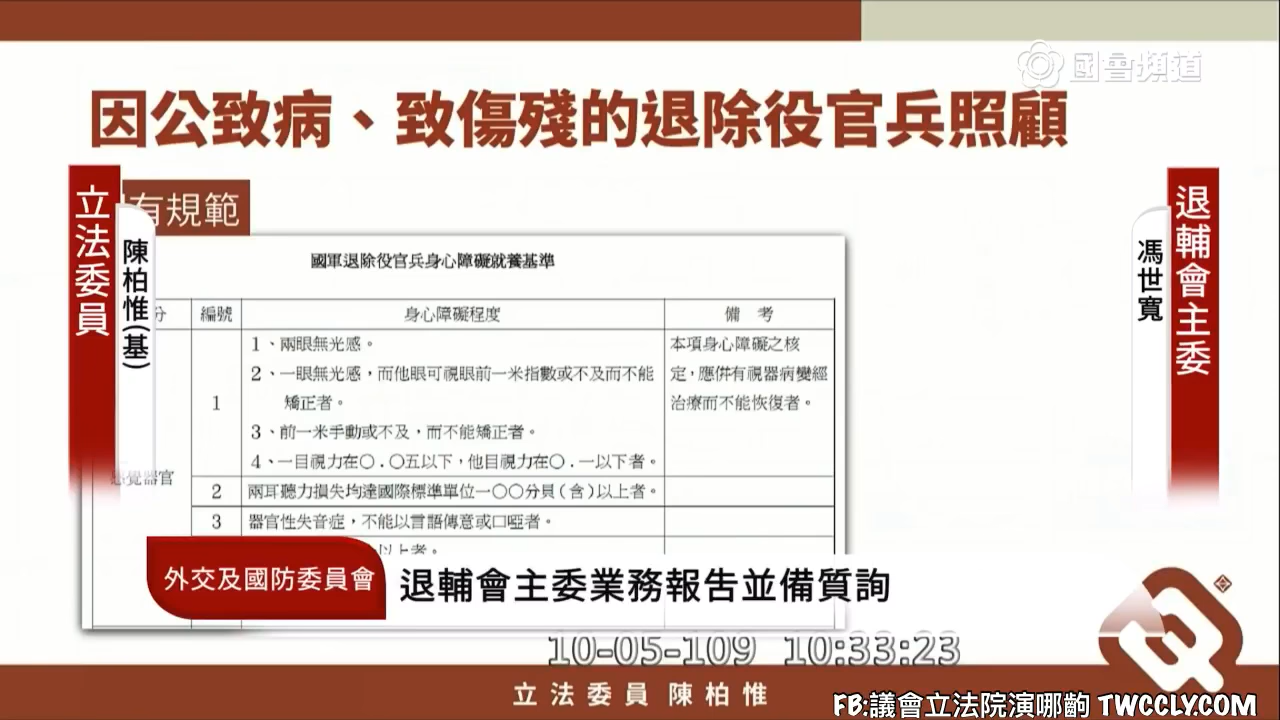 國會頻道
因公致病、致傷殘的退除役官兵照顧
立法委員
陳柏惟(基)
有規範
退輔會主委
馮世寬
國軍退除役官兵身心障礙就養基準
分 編號 身心障礙程度 備考
感覺器官
1
1、兩眼無光感。
2、一眼無光感，而他眼可視眼前一米指數或不及而不能
矯正者。
3、前一米手動或不及，而不能矯正者。
4、一目視力在〇.〇五以下，他目視力在〇.一以下者。
本項身心障礙之核
定，應併有視器病變經
治療而不能恢復者。
2 兩耳聽力損失均達國際標準單位一〇〇分貝(含)以上者。
3 器官性失音症，不能以言語傳意或口啞者。
以上者。
外交及國防委員會
退輔會主委業務報告並備質詢
10-05-109 10:33:23
立法委員 陳柏惟
FB:議會立法院演哪齣 TWCCLY.COM